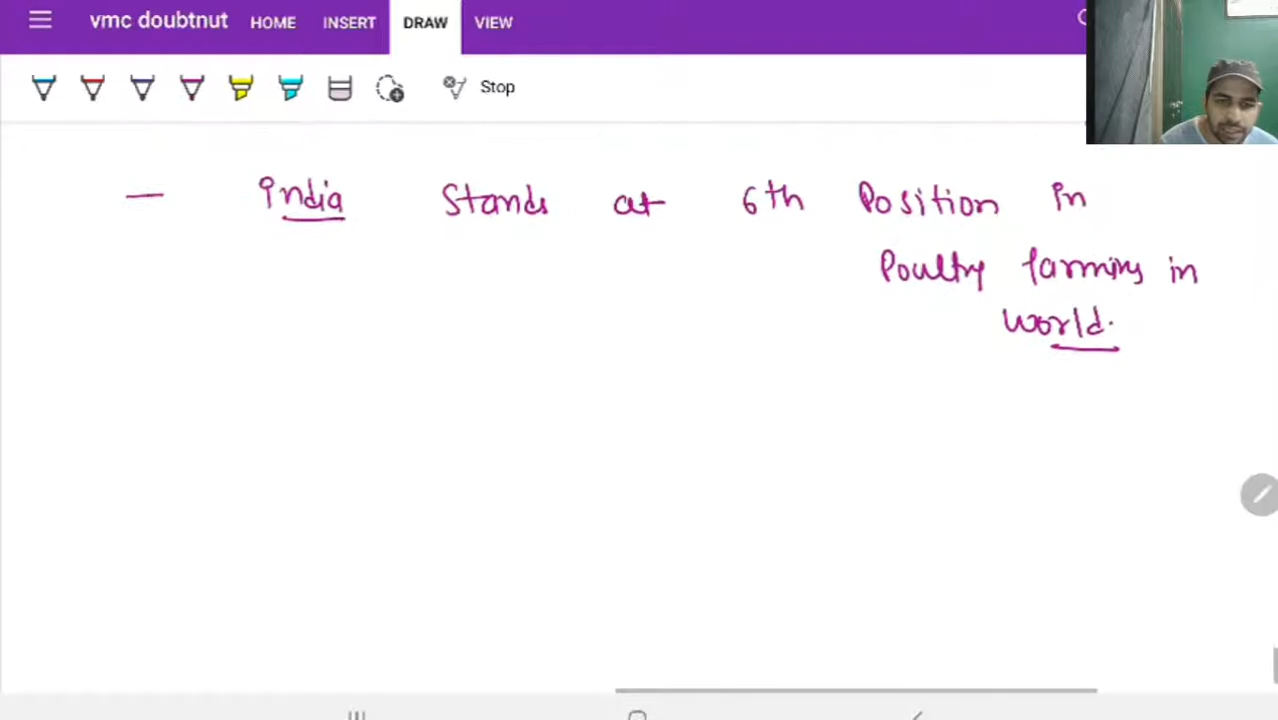 vmc doubtnut HOME INSERT DRAW VIEW
Stop
— india Stands at 6th Position in
Poultry farming in
world.